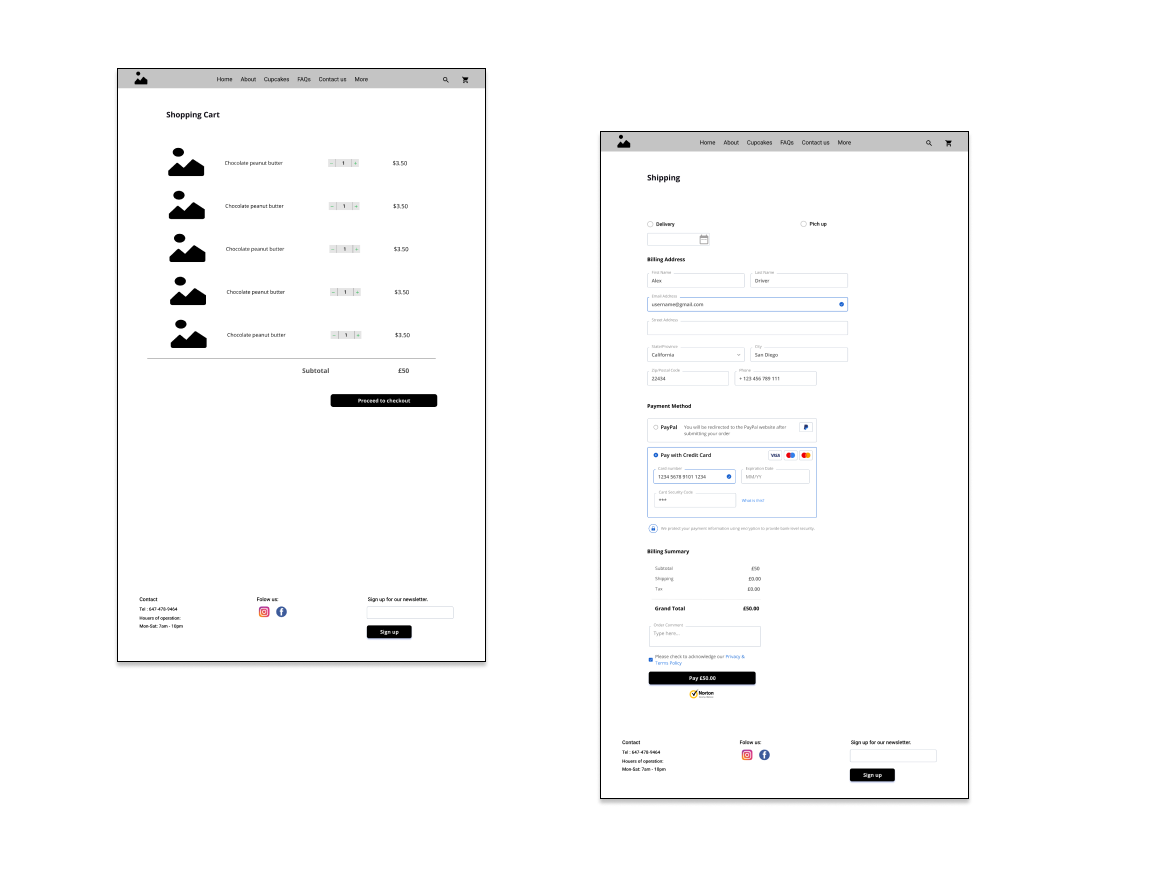 Home About Cupcakes FAQs Contact us More
Shopping Cart
Chocolate peanut butter − 1 + $3.50
Chocolate peanut butter − 1 + $3.50
Chocolate peanut butter − 1 + $3.50
Chocolate peanut butter − 1 + $3.50
Chocolate peanut butter − 1 + $3.50
Subtotal £50
Proceed to checkout
Contact
Tel : 647-478-9464
Houers of operation:
Mon-Sat: 7am - 10pm
Folow us:
Sign up for our newsletter.
Sign up
Home About Cupcakes FAQs Contact us More
Shipping
Delivery Pich up
Billing Address
First Name Last Name
Alex Driver
Email Address
username@gmail.com
Street Address
State/Province City
California San Diego
Zip/Postal Code Phone
22434 + 123 456 789 111
Payment Method
PayPal You will be redirected to the PayPal website after
submitting your order
Pay with Credit Card VISA
Card number Expiration Date
1234 5678 9101 1234 MM/YY
Card Security Code
*** What is this?
We protect your payment information using encryption to provide bank-level security.
Billing Summary
Subtotal £50
Shipping £0.00
Tax £0.00
Grand Total £50.00
Order Comment
Type here...
Please check to acknowledge our Privacy &
Terms Policy
Pay £50.00
Norton
Contact
Tel : 647-478-9464
Houers of operation:
Mon-Sat: 7am - 10pm
Folow us:
Sign up for our newsletter.
Sign up